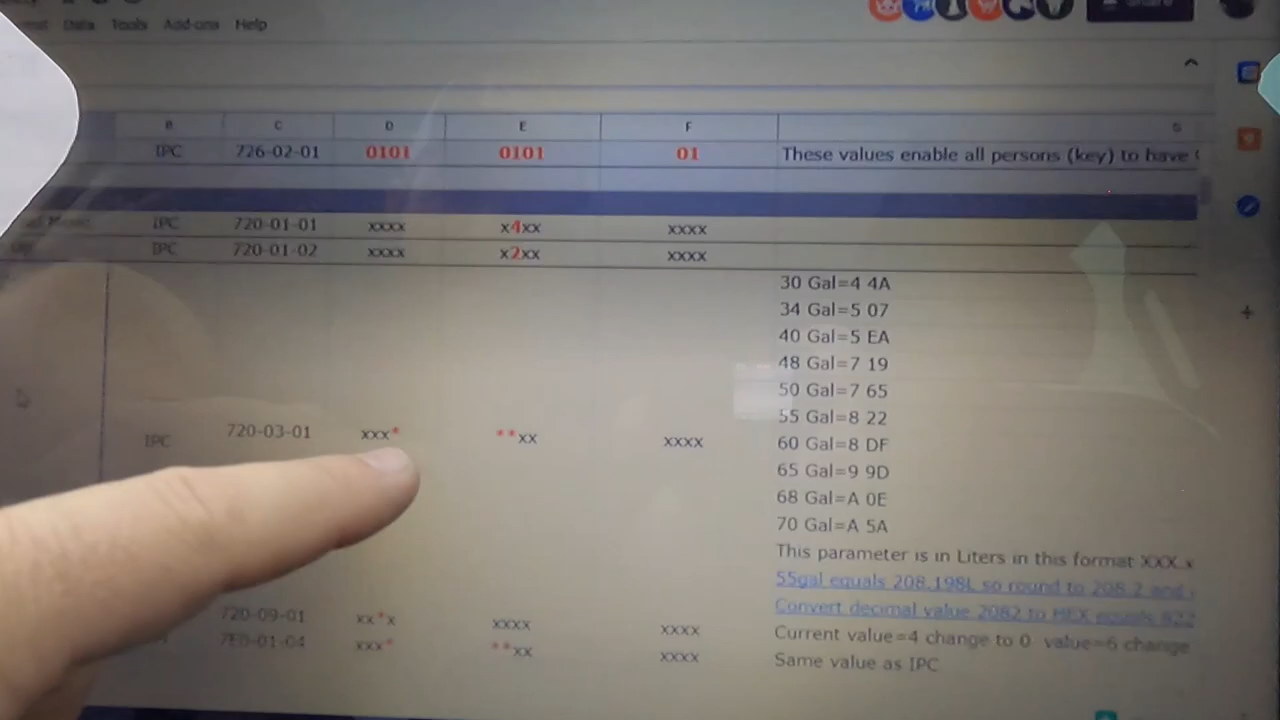 Data Tools Add-ons Help
B C D E F G
IPC 726-02-01 0101 0101 01 These values enable all persons (key) to have
IPC 720-01-01 xxxx x4xx xxxx
IPC 720-01-02 xxxx x2xx xxxx
30 Gal=4 4A
34 Gal=5 07
40 Gal=5 EA
48 Gal=7 19
50 Gal=7 65
55 Gal=8 22
IPC 720-03-01 xxx* **xx xxxx
60 Gal=8 DF
65 Gal=9 9D
68 Gal=A 0E
70 Gal=A 5A
This parameter is in Liters in this format XXX.x
55gal equals 208.198L so round to 208.2 and
Convert decimal value 2082 to HEX equals 822
720-09-01 xx*x xxxx xxxx Current value=4 change to 0 value=6 change
7E0-01-04 xxx* **xx xxxx Same value as IPC